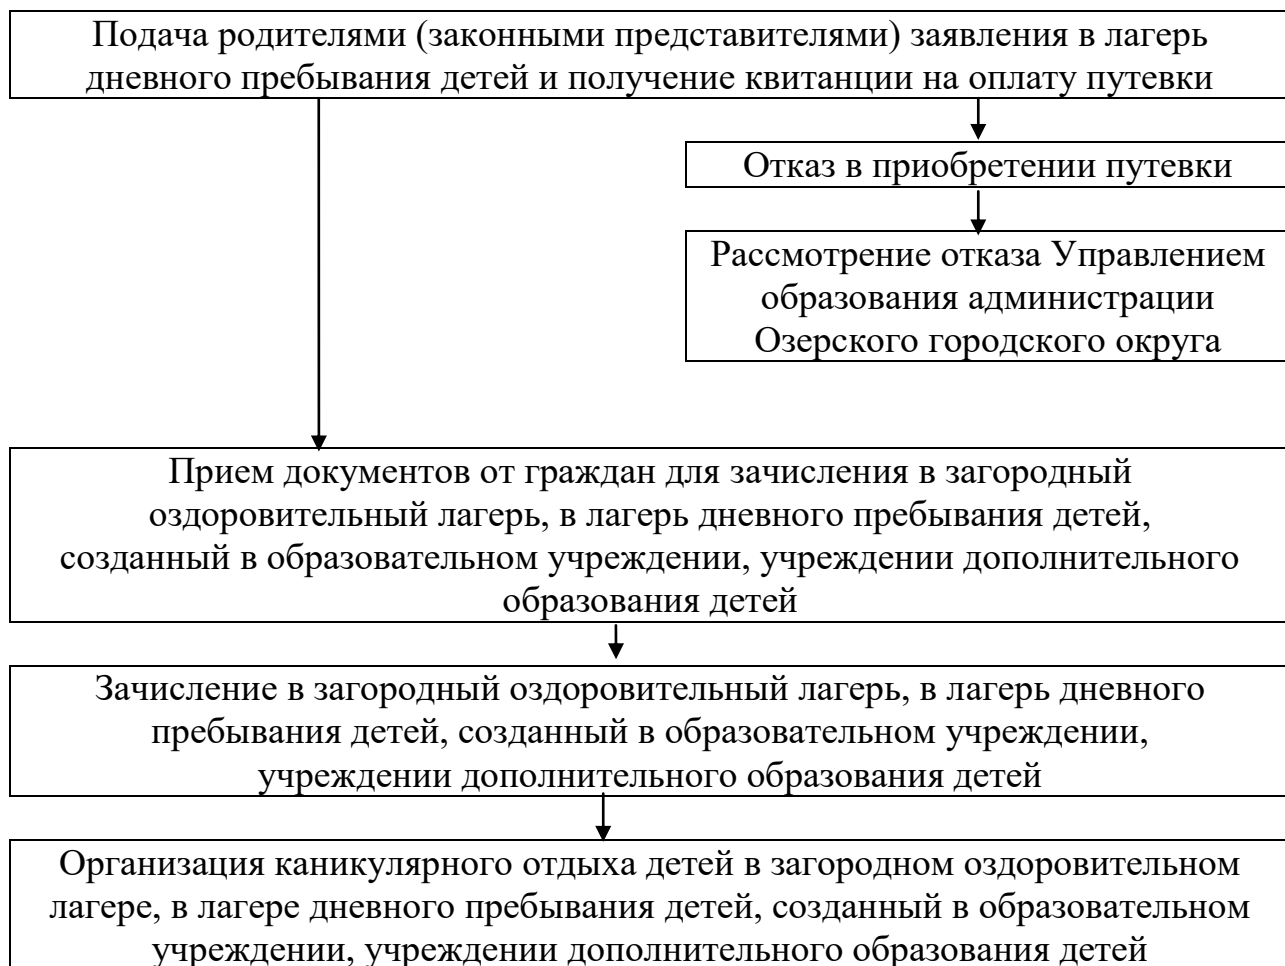 Подача родителями (законными представителями) заявления в лагерь
дневного пребывания детей и получение квитанции на оплату путевки
Отказ в приобретении путевки
Рассмотрение отказа Управлением
образования администрации
Озерского городского округа
Прием документов от граждан для зачисления в загородный
оздоровительный лагерь, в лагерь дневного пребывания детей,
созданный в образовательном учреждении, учреждении дополнительного
образования детей
Зачисление в загородный оздоровительный лагерь, в лагерь дневного
пребывания детей, созданный в образовательном учреждении,
учреждении дополнительного образования детей
Организация каникулярного отдыха детей в загородном оздоровительном
лагере, в лагере дневного пребывания детей, созданный в образовательном
учреждении, учреждении дополнительного образования детей